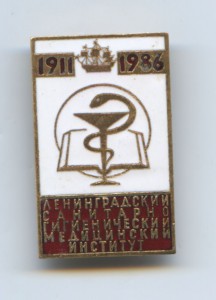 1911 1986
ЛЕНИНГРАДСКИЙ
САНИТАРНО
ГИГИЕНИЧЕСКИЙ
МЕДИЦИНСКИЙ
ИНСТИТУТ